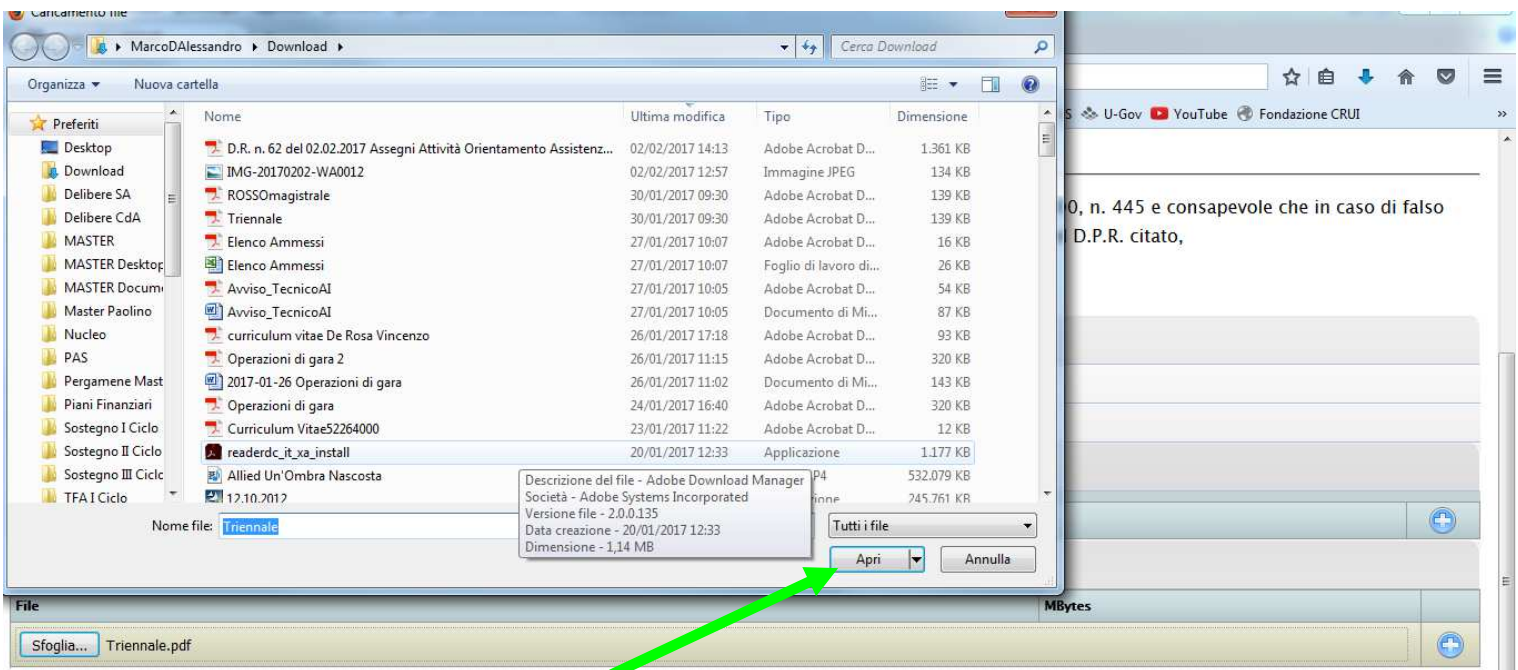 Caricamento file
MarcoDAlessandro Download
Cerca Download
Organizza Nuova cartella
S U-Gov YouTube Fondazione CRUI »
Preferiti
Desktop
Download
Delibere SA
Delibere CdA
MASTER
MASTER Desktop
MASTER Docum
Master Paolino
Nucleo
PAS
Pergamene Mast
Piani Finanziari
Sostegno I Ciclo
Sostegno II Ciclo
Sostegno III Ciclo
TFA I Ciclo
Nome Ultima modifica Tipo Dimensione
D.R. n. 62 del 02.02.2017 Assegni Attività Orientamento Assistenz... 02/02/2017 14:13 Adobe Acrobat D... 1.361 KB
IMG-20170202-WA0012 02/02/2017 12:57 Immagine JPEG 134 KB
ROSSOmagistrale 30/01/2017 09:30 Adobe Acrobat D... 139 KB
Triennale 30/01/2017 09:30 Adobe Acrobat D... 139 KB
Elenco Ammessi 27/01/2017 10:07 Adobe Acrobat D... 16 KB
Elenco Ammessi 27/01/2017 10:07 Foglio di lavoro di... 26 KB
Avviso_TecnicoAI 27/01/2017 10:05 Adobe Acrobat D... 54 KB
Avviso_TecnicoAI 27/01/2017 10:05 Documento di Mi... 87 KB
curriculum vitae De Rosa Vincenzo 26/01/2017 17:18 Adobe Acrobat D... 93 KB
Operazioni di gara 2 26/01/2017 11:15 Adobe Acrobat D... 320 KB
2017-01-26 Operazioni di gara 26/01/2017 11:02 Documento di Mi... 143 KB
Operazioni di gara 24/01/2017 16:40 Adobe Acrobat D... 320 KB
Curriculum Vitae52264000 23/01/2017 11:22 Adobe Acrobat D... 12 KB
readerdc_it_xa_install 20/01/2017 12:33 Applicazione 1.177 KB
Allied Un'Ombra Nascosta P4 532.079 KB
12.10.2012 ione 245.761 KB
Descrizione del file - Adobe Download Manager
Società - Adobe Systems Incorporated
Versione file - 2.0.0.135
Data creazione - 20/01/2017 12:33
Dimensione - 1,14 MB
Nome file: Triennale Tutti i file
Apri Annulla
0, n. 445 e consapevole che in caso di falso
D.P.R. citato,
File MBytes
Sfoglia... Triennale.pdf